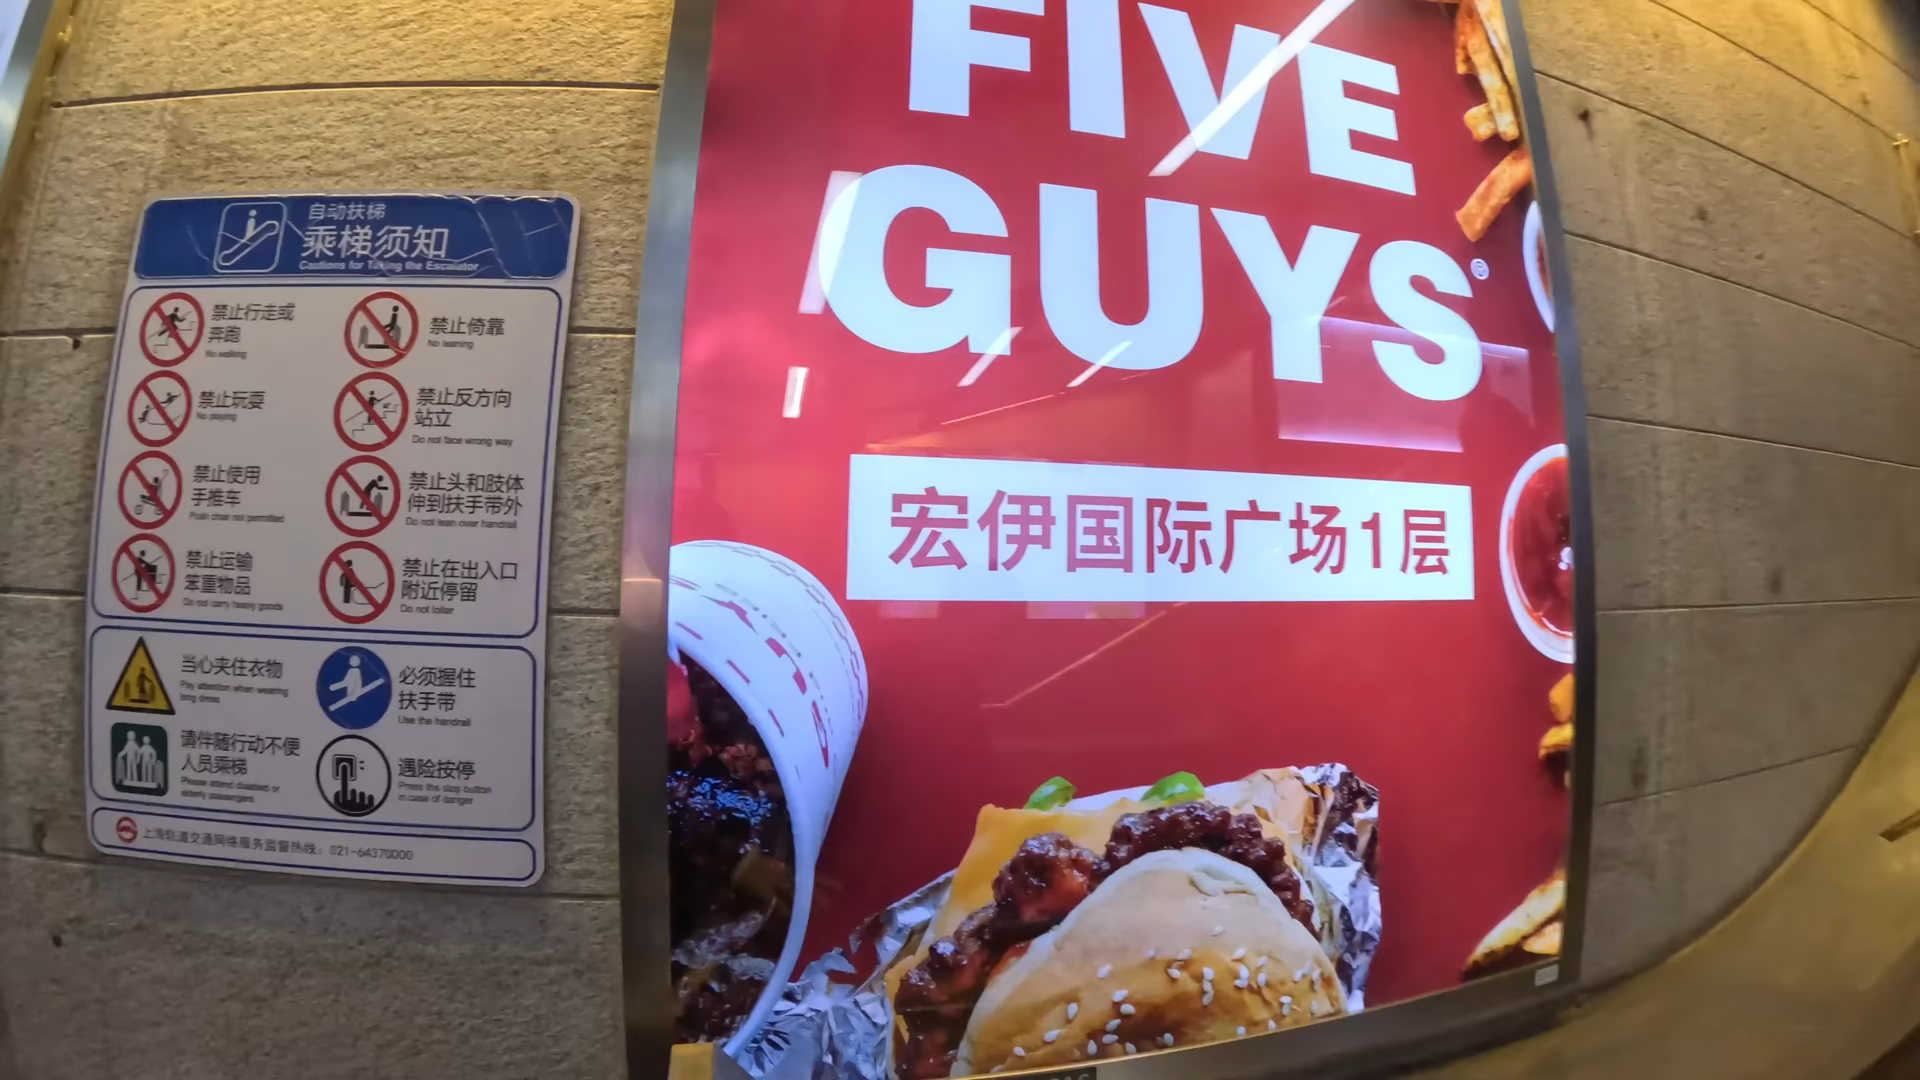 自动扶梯
乘梯须知
Cautions for Taking the Escalator
禁止行走或
奔跑
No walking
禁止倚靠
No leaning
禁止玩耍
No playing
禁止反方向
站立
Do not face wrong way
禁止使用
手推车
Push chair not permitted
禁止头和肢体
伸到扶手带外
Do not lean over handrail
禁止运输
笨重物品
Do not carry heavy goods
禁止在出入口
附近停留
Do not loiter
当心夹住衣物
Pay attention when wearing
long dress
必须握住
扶手带
Use the handrail
请伴随行动不便
人员乘梯
Please attend disabled or
elderly passengers
遇险按停
Press the stop button
in case of danger
上海轨道交通网络服务监督热线：021-64370000
FIVE
GUYS®
宏伊国际广场1层